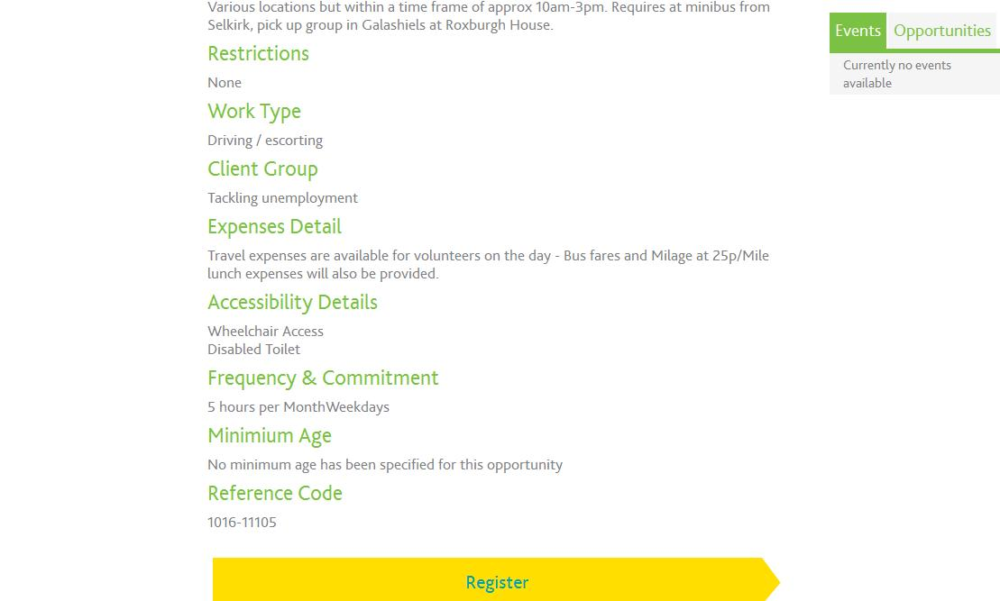 Various locations but within a time frame of approx 10am-3pm. Requires at minibus from
Selkirk, pick up group in Galashiels at Roxburgh House.
Restrictions
None
Work Type
Driving / escorting
Client Group
Tackling unemployment
Expenses Detail
Travel expenses are available for volunteers on the day - Bus fares and Milage at 25p/Mile
lunch expenses will also be provided.
Accessibility Details
Wheelchair Access
Disabled Toilet
Frequency & Commitment
5 hours per MonthWeekdays
Minimium Age
No minimum age has been specified for this opportunity
Reference Code
1016-11105
Register
Events Opportunities
Currently no events
available